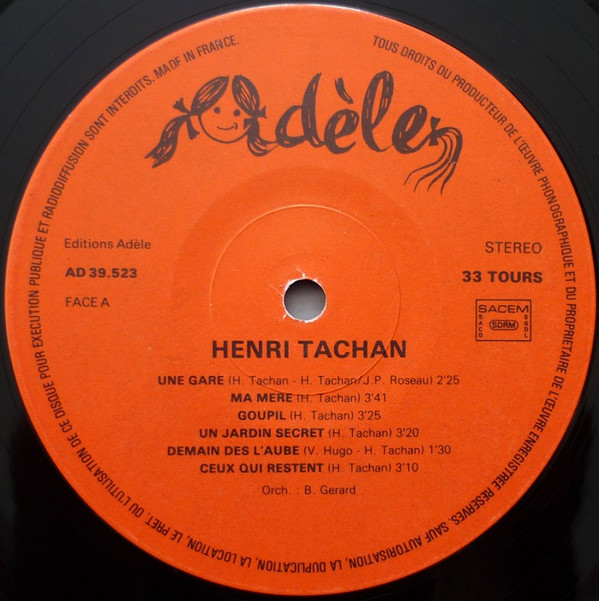 Adèle
TOUS DROITS DU PRODUCTEUR DE L'ŒUVRE PHONOGRAPHIQUE ET DU PROPRIETAIRE DE L'ŒUVRE ENREGISTREE RESERVES. SAUF AUTORISATION, LA DUPLICATION, LA LOCATION, LE PRET, OU L'UTILISATION DE CE DISQUE POUR EXECUTION PUBLIQUE ET RADIODIFFUSION SONT INTERDITS. MADE IN FRANCE.
Editions Adèle
STEREO
AD 39.523
33 TOURS
FACE A
SACEM
SACD
SDRM
SGDL
HENRI TACHAN
UNE GARE (H. Tachan - H. Tachan/J.P. Roseau) 2'25
MA MERE (H. Tachan) 3'41
GOUPIL (H. Tachan) 3'25
UN JARDIN SECRET (H. Tachan) 3'20
DEMAIN DES L'AUBE (V. Hugo - H. Tachan) 1'30
CEUX QUI RESTENT (H. Tachan) 3'10
Orch. : B. Gerard